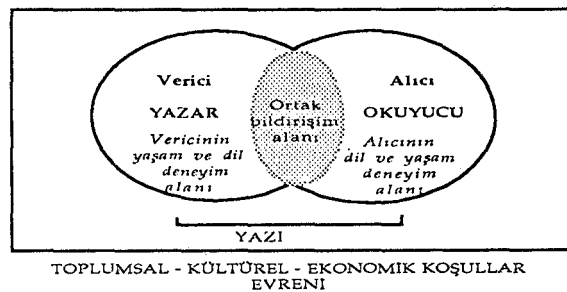 Verici
YAZAR
Vericinin
yaşam ve dil
deneyim
alanı
Ortak
bildirişim
alanı
Alıcı
OKUYUCU
Alıcının
dil ve yaşam
deneyim
alanı
YAZI
TOPLUMSAL - KÜLTÜREL - EKONOMİK KOŞULLAR
EVRENİ